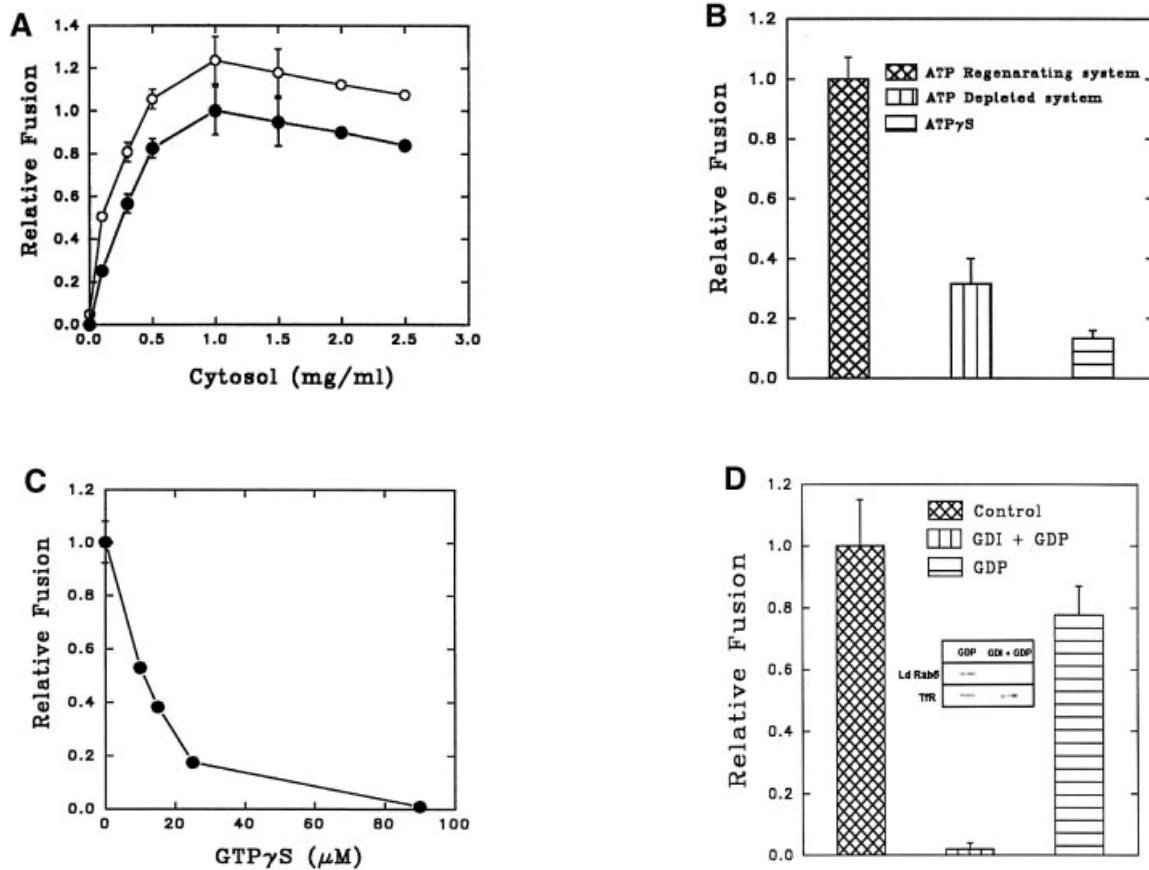 A
Relative Fusion
1.4
1.2
1.0
0.8
0.6
0.4
0.2
0.0
0.0 0.5 1.0 1.5 2.0 2.5 3.0
Cytosol (mg/ml)
B
Relative Fusion
1.2
1.0
0.8
0.6
0.4
0.2
0.0
ATP Regenarating system
ATP Depleted system
ATPγS
C
Relative Fusion
1.2
1.0
0.8
0.6
0.4
0.2
0.0
0 20 40 60 80 100
GTPγS (μM)
D
Relative Fusion
1.2
1.0
0.8
0.6
0.4
0.2
0.0
Control
GDI + GDP
GDP
GDP GDI + GDP
Ld Rab5
TfR